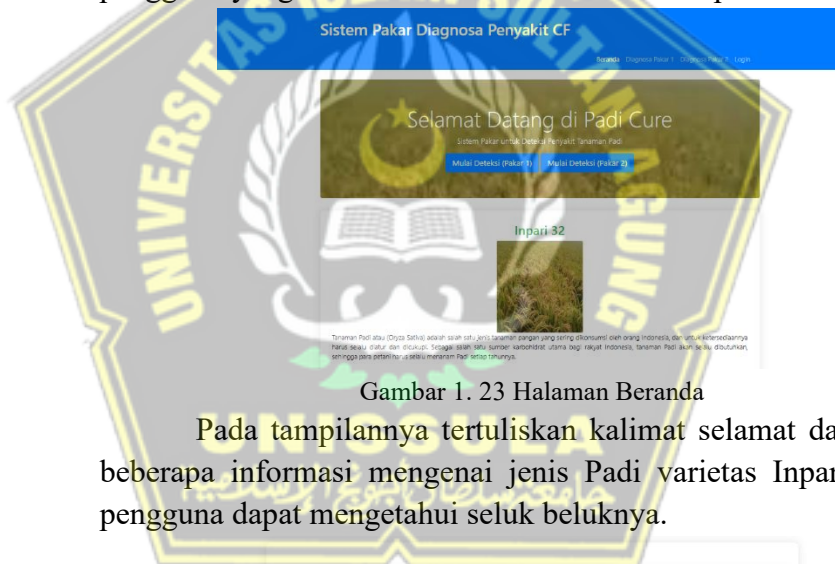 Sistem Pakar Diagnosa Penyakit CF
Beranda Diagnosa Pakar 1 Diagnosa Pakar 2 Login
Selamat Datang di Padi Cure
Sistem Pakar untuk Deteksi Penyakit Tanaman Padi
Mulai Deteksi (Pakar 1) Mulai Deteksi (Pakar 2)
Inpari 32
Tanaman Padi atau (Oryza Sativa) adalah salah satu jenis tanaman pangan yang sering dikonsumsi oleh orang Indonesia, dan untuk ketersediaannya
harus selalu diatur dan dicukupi. Sebagai salah satu sumber karbohidrat utama bagi rakyat Indonesia, tanaman Padi akan selalu dibutuhkan,
sehingga para petani harus selalu menanam Padi setiap tahunnya.
Gambar 1. 23 Halaman Beranda
Pada tampilannya tertuliskan kalimat selamat da
beberapa informasi mengenai jenis Padi varietas Inpar
pengguna dapat mengetahui seluk beluknya.
UNIVERSITAS ISLAM SULTAN AGUNG
UNISSULA